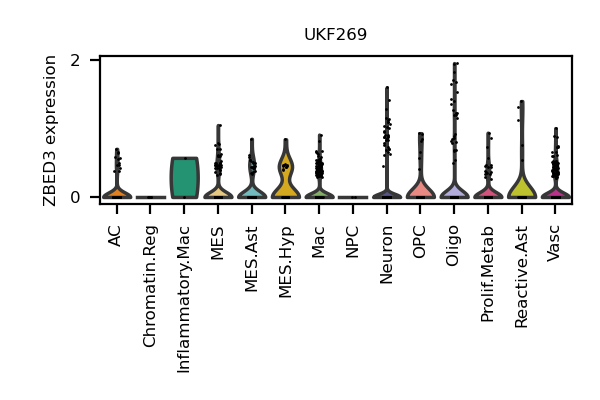 UKF269
ZBED3 expression
2
0
AC
Chromatin.Reg
Inflammatory.Mac
MES
MES.Ast
MES.Hyp
Mac
NPC
Neuron
OPC
Oligo
Prolif.Metab
Reactive.Ast
Vasc